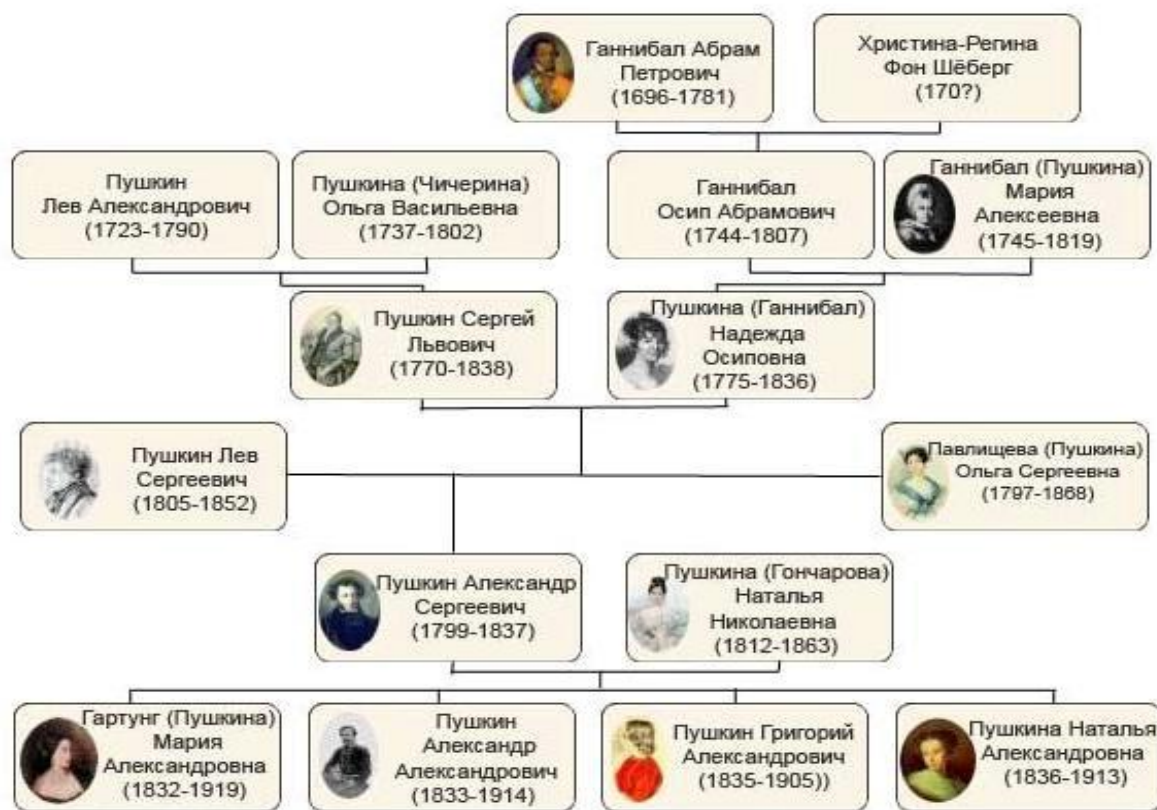 Ганнибал Абрам
Петрович
(1696-1781)
Христина-Регина
Фон Шёберг
(170?)
Пушкин
Лев Александрович
(1723-1790)
Пушкина (Чичерина)
Ольга Васильевна
(1737-1802)
Ганнибал
Осип Абрамович
(1744-1807)
Ганнибал (Пушкина)
Мария
Алексеевна
(1745-1819)
Пушкин Сергей
Львович
(1770-1838)
Пушкина (Ганнибал)
Надежда
Осиповна
(1775-1836)
Пушкин Лев
Сергеевич
(1805-1852)
Павлищева (Пушкина)
Ольга Сергеевна
(1797-1868)
Пушкин Александр
Сергеевич
(1799-1837)
Пушкина (Гончарова)
Наталья
Николаевна
(1812-1863)
Гартунг (Пушкина)
Мария
Александровна
(1832-1919)
Пушкин
Александр
Александрович
(1833-1914)
Пушкин Григорий
Александрович
(1835-1905))
Пушкина Наталья
Александровна
(1836-1913)